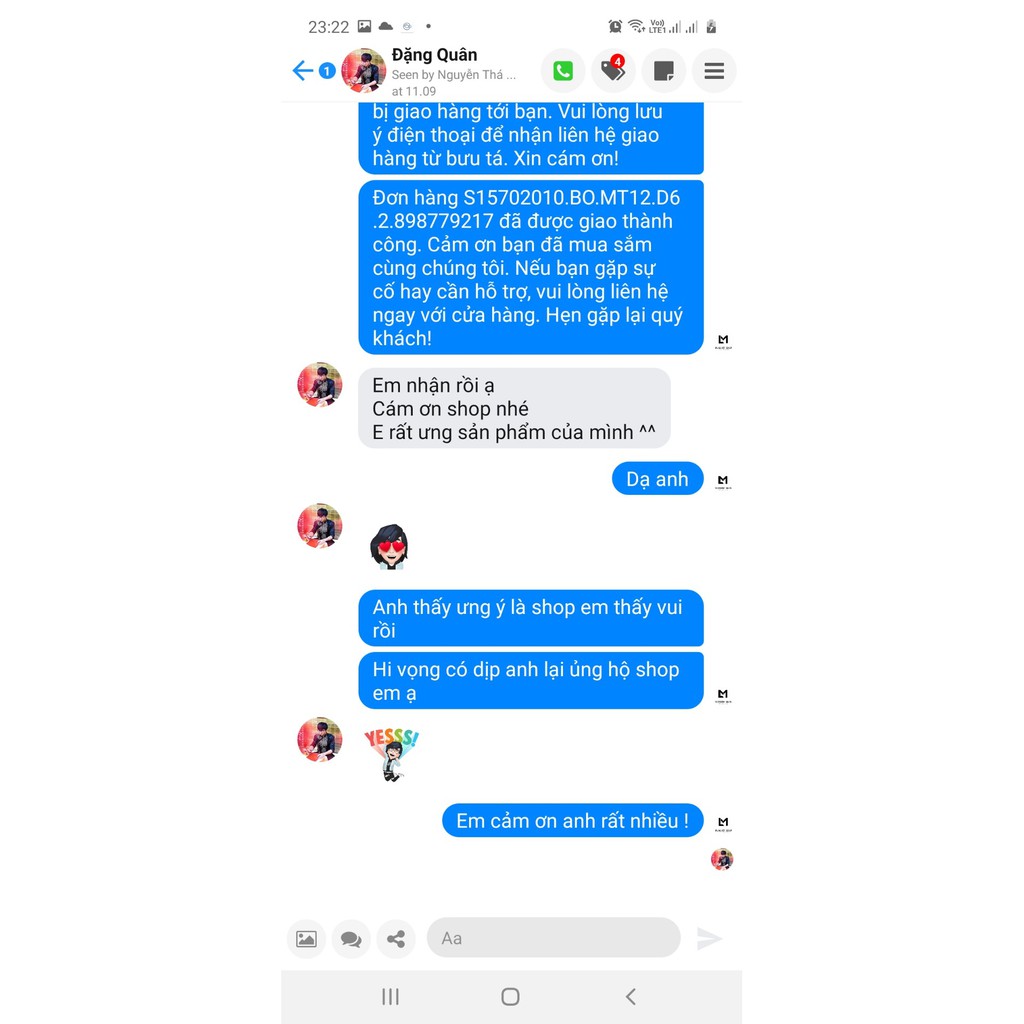 23:22
Vo))
LTE1
1
Đặng Quân
Seen by Nguyễn Thá ...
at 11.09
4
bị giao hàng tới bạn. Vui lòng lưu
ý điện thoại để nhận liên hệ giao
hàng từ bưu tá. Xin cám ơn!
Đơn hàng S15702010.BO.MT12.D6
.2.898779217 đã được giao thành
công. Cảm ơn bạn đã mua sắm
cùng chúng tôi. Nếu bạn gặp sự
cố hay cần hỗ trợ, vui lòng liên hệ
ngay với cửa hàng. Hẹn gặp lại quý
khách!
Em nhận rồi ạ
Cám ơn shop nhé
E rất ưng sản phẩm của mình ^^
Dạ anh
Anh thấy ưng ý là shop em thấy vui
rồi
Hi vọng có dịp anh lại ủng hộ shop
em ạ
YESSS!
Em cảm ơn anh rất nhiều !
Aa